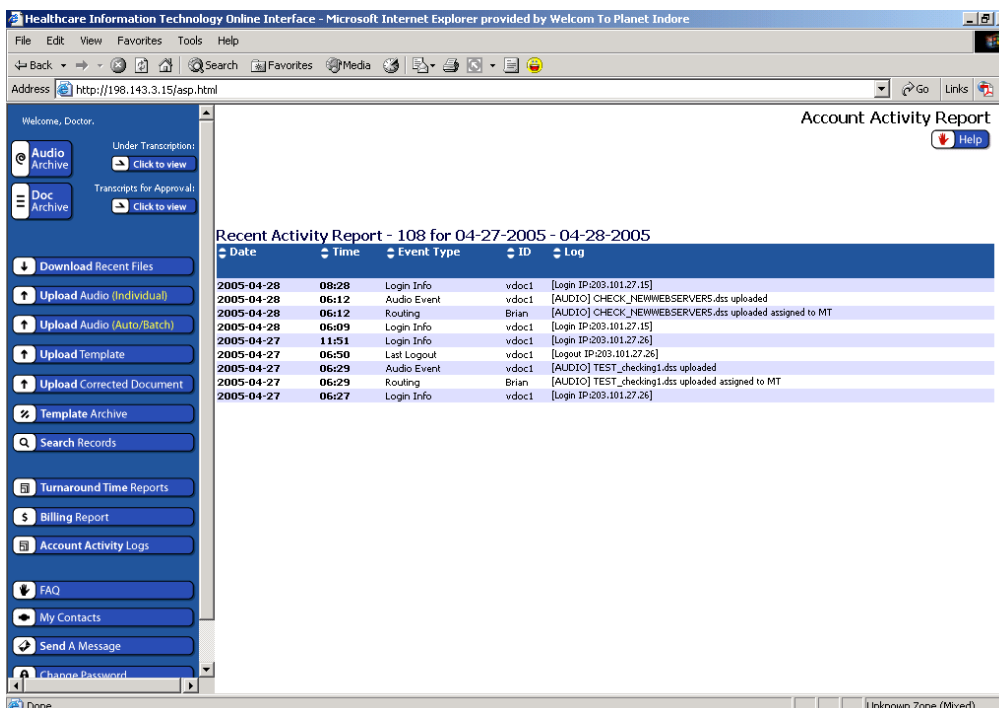 Healthcare Information Technology Online Interface - Microsoft Internet Explorer provided by Welcom To Planet Indore
File Edit View Favorites Tools Help
Back Search Favorites Media
Address http://198.143.3.15/asp.html Go Links
Welcome, Doctor.
Audio Archive
Under Transcription:
Click to view
Doc Archive
Transcripts for Approval:
Click to view
Download Recent Files
Upload Audio (Individual)
Upload Audio (Auto/Batch)
Upload Template
Upload Corrected Document
Template Archive
Search Records
Turnaround Time Reports
Billing Report
Account Activity Logs
FAQ
My Contacts
Send A Message
Change Password
Account Activity Report
Help
Recent Activity Report - 108 for 04-27-2005 - 04-28-2005
Date Time Event Type ID Log
2005-04-28 08:28 Login Info vdoc1 [Login IP:203.101.27.15]
2005-04-28 06:12 Audio Event vdoc1 [AUDIO] CHECK_NEWWEBSERVER5.dss uploaded
2005-04-28 06:12 Routing Brian [AUDIO] CHECK_NEWWEBSERVER5.dss uploaded assigned to MT
2005-04-28 06:09 Login Info vdoc1 [Login IP:203.101.27.15]
2005-04-27 11:51 Login Info vdoc1 [Login IP:203.101.27.26]
2005-04-27 06:50 Last Logout vdoc1 [Logout IP:203.101.27.26]
2005-04-27 06:29 Audio Event vdoc1 [AUDIO] TEST_checking1.dss uploaded
2005-04-27 06:29 Routing Brian [AUDIO] TEST_checking1.dss uploaded assigned to MT
2005-04-27 06:27 Login Info vdoc1 [Login IP:203.101.27.26]
Done Unknown Zone (Mixed)